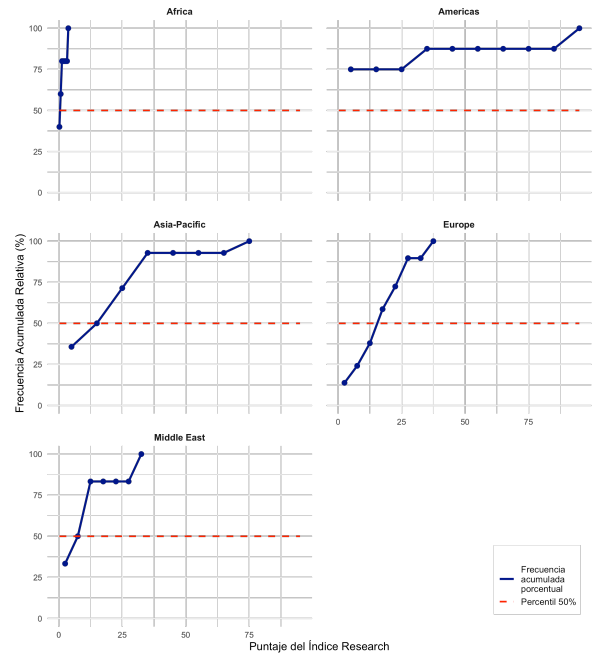 Africa
Americas
100
75
50
25
0
Asia-Pacific
Europe
100
75
50
25
0
0
25
50
75
Middle East
100
75
50
25
0
0
25
50
75
Frecuencia Acumulada Relativa (%)
Puntaje del Índice Research
Frecuencia
acumulada
porcentual
Percentil 50%